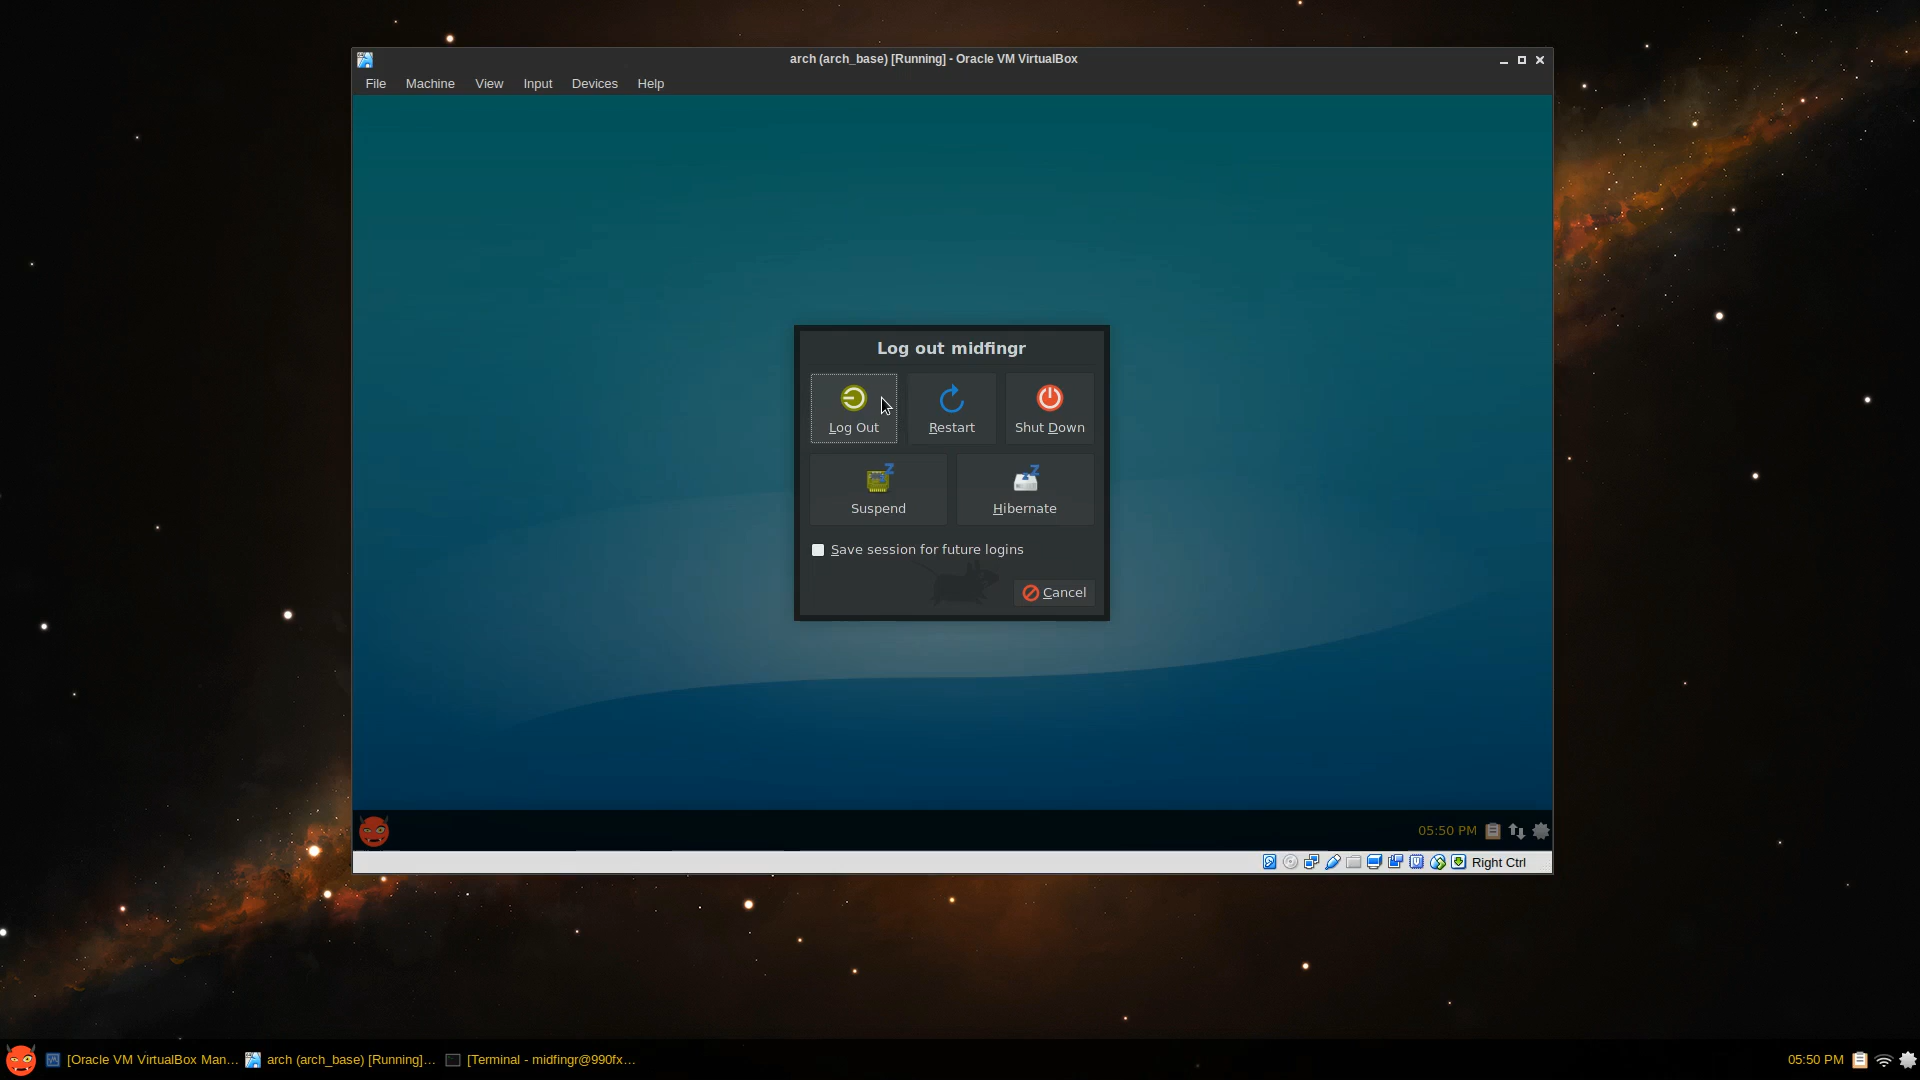 arch (arch_base) [Running] - Oracle VM VirtualBox
File Machine View Input Devices Help
Log out midfingr
Log Out Restart Shut Down
Suspend Hibernate
Save session for future logins
Cancel
05:50 PM
Right Ctrl
[Oracle VM VirtualBox Man... arch (arch_base) [Running]... [Terminal - midfingr@990fx... 05:50 PM